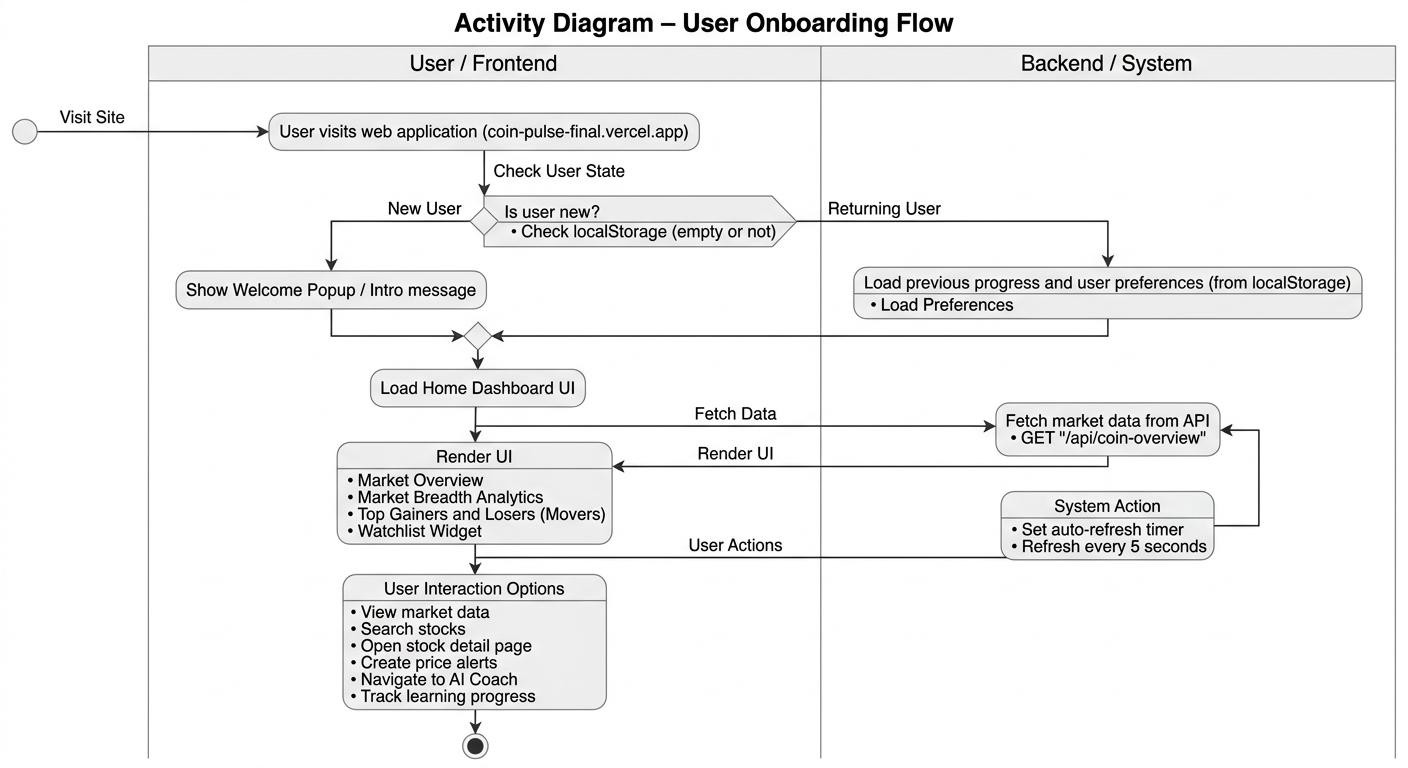 Activity Diagram – User Onboarding Flow
User / Frontend
Backend / System
Visit Site
User visits web application (coin-pulse-final.vercel.app)
Check User State
New User
Is user new?
• Check localStorage (empty or not)
Returning User
Show Welcome Popup / Intro message
Load previous progress and user preferences (from localStorage)
• Load Preferences
Load Home Dashboard UI
Fetch Data
Fetch market data from API
• GET "/api/coin-overview"
Render UI
Render UI
• Market Overview
• Market Breadth Analytics
• Top Gainers and Losers (Movers)
• Watchlist Widget
System Action
• Set auto-refresh timer
• Refresh every 5 seconds
User Actions
User Interaction Options
• View market data
• Search stocks
• Open stock detail page
• Create price alerts
• Navigate to AI Coach
• Track learning progress